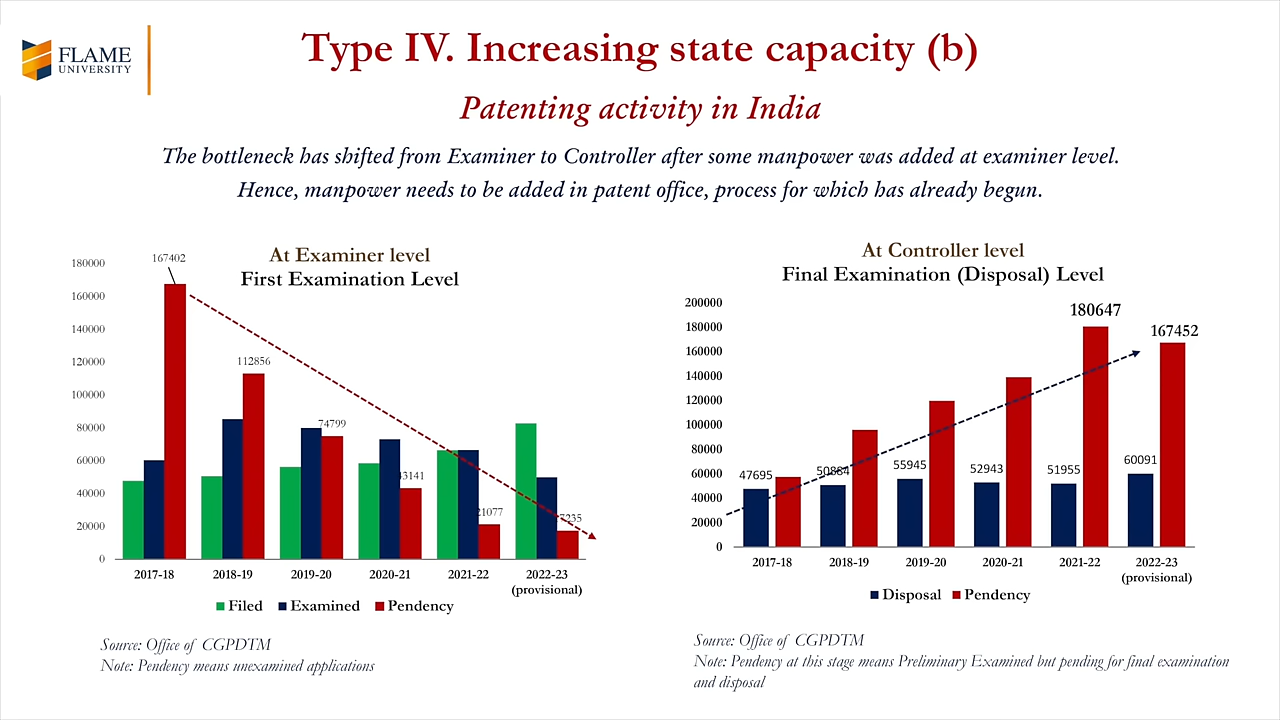 FLAME
UNIVERSITY
Type IV. Increasing state capacity (b)
Patenting activity in India
The bottleneck has shifted from Examiner to Controller after some manpower was added at examiner level.
Hence, manpower needs to be added in patent office, process for which has already begun.
At Examiner level
First Examination Level
180000
160000
140000
120000
100000
80000
60000
40000
20000
0
167402
112856
74799
43141
21077
2017-18
2018-19
2019-20
2020-21
2021-22
2022-23
(provisional)
Filed
Examined
Pendency
Source: Office of CGPDTM
Note: Pendency means unexamined applications
At Controller level
Final Examination (Disposal) Level
200000
180000
160000
140000
120000
100000
80000
60000
40000
20000
0
47695
50884
55945
52943
51955
180647
60091
167452
2017-18
2018-19
2019-20
2020-21
2021-22
2022-23
(provisional)
Disposal
Pendency
Source: Office of CGPDTM
Note: Pendency at this stage means Preliminary Examined but pending for final examination
and disposal